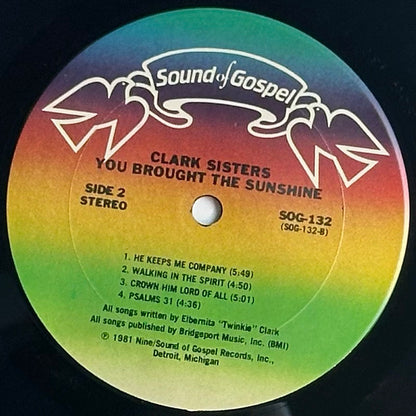 Sound of Gospel
CLARK SISTERS
YOU BROUGHT THE SUNSHINE
SIDE 2
STEREO
SOG-132
(SOG-132-B)
1. HE KEEPS ME COMPANY (5:49)
2. WALKING IN THE SPIRIT (4:50)
3. CROWN HIM LORD OF ALL (5:01)
4. PSALMS 31 (4:36)
All songs written by Elbernita "Twinkie" Clark
All songs published by Bridgeport Music, Inc. (BMI)
℗ 1981 Nine/Sound of Gospel Records, Inc.,
Detroit, Michigan